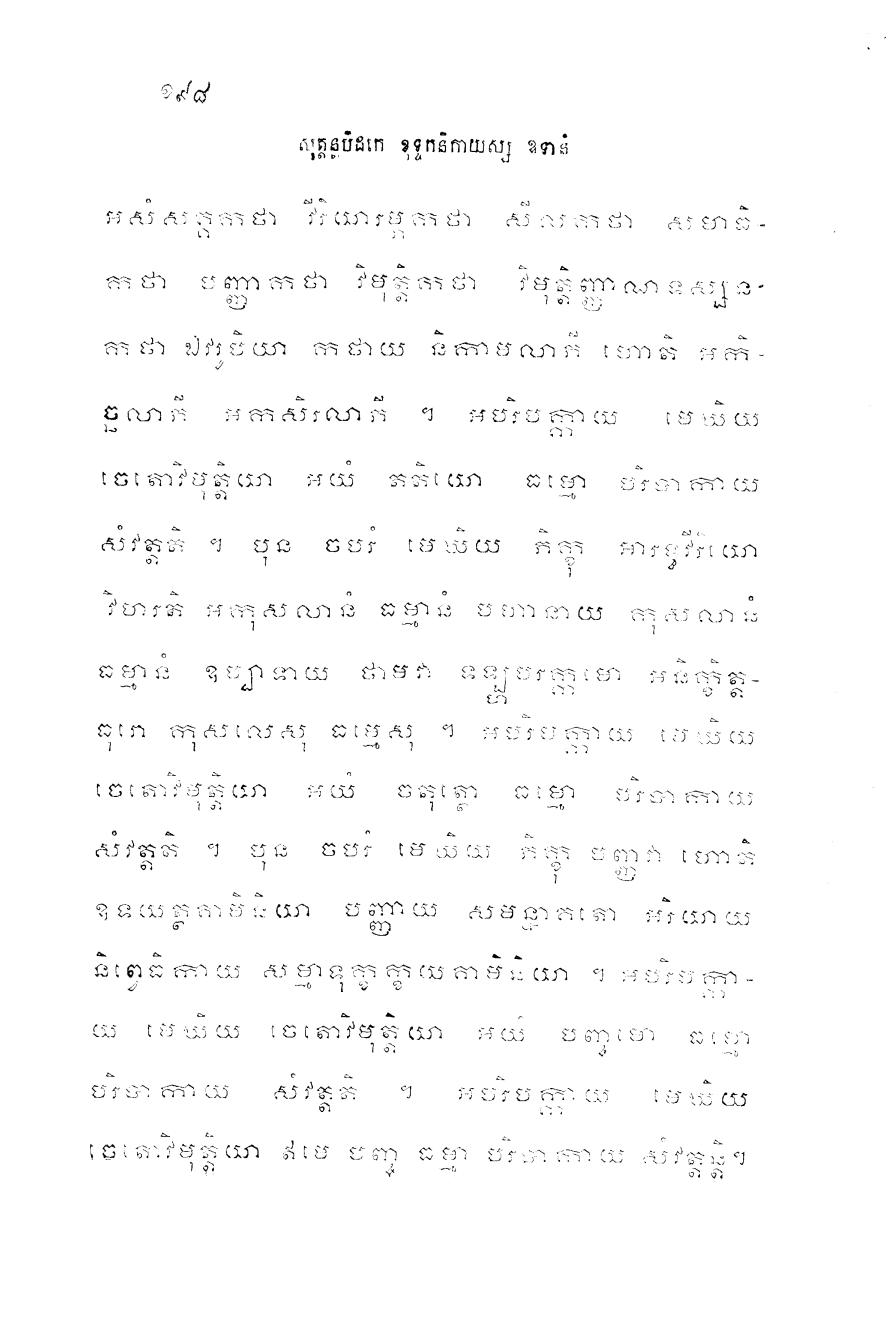 ១៩៨
សុត្តន្តបិដកេ ខុទ្ទកនិកាយស្ស ឧទានំ
អសំសគ្គកថា វីរិយារម្ភកថា សីលកថា សមាធិ-
កថា បញ្ញាកថា វិមុត្តិកថា វិមុត្តិញ្ញាណទស្សន-
កថា ឯវរូបិយា កថាយ និកាមលាភី ហោតិ អកិ-
ច្ឆលាភី អកសិរលាភី ។ អបរិបក្កាយ មេឃិយ
ចេតោវិមុត្តិយា អយំ តតិយោ ធម្មោ បរិបាកាយ
សំវត្តតិ ។ បុន ចបរំ មេឃិយ ភិក្ខុ អារទ្ធវីរិយោ
វិហរតិ អកុសលានំ ធម្មានំ បហានាយ កុសលានំ
ធម្មានំ ឧប្បាទាយ ថាមវា ទឡ្ហបរក្កមោ អនិក្ខិត្ត-
ធុរោ កុសលេសុ ធម្មេសុ ។ អបរិបក្កាយ មេឃិយ
ចេតោវិមុត្តិយា អយំ ចតុត្ថោ ធម្មោ បរិបាកាយ
សំវត្តតិ ។ បុន ចបរំ មេឃិយ ភិក្ខុ បញ្ញវា ហោតិ
ឧទយត្ថគាមិនិយា បញ្ញាយ សមន្នាគតោ អរិយាយ
និព្វេធិកាយ សម្មាទុក្ខក្ខយគាមិនិយា ។ អបរិបក្កា-
យ មេឃិយ ចេតោវិមុត្តិយា អយំ បញ្ចមោ ធម្មោ
បរិបាកាយ សំវត្តតិ ។ អបរិបក្កាយ មេឃិយ
ចេតោវិមុត្តិយា ឥមេ បញ្ច ធម្មា បរិបាកាយ សំវត្តន្តិ។